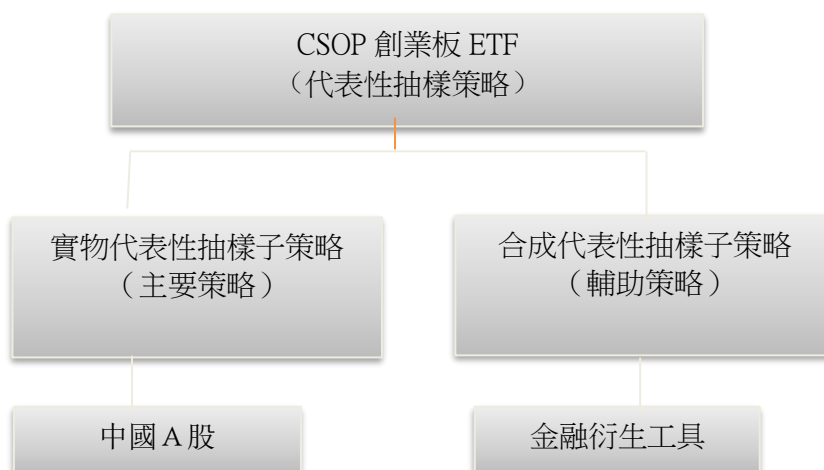 CSOP 創業板 ETF
（代表性抽樣策略）
實物代表性抽樣子策略
（主要策略）
合成代表性抽樣子策略
（輔助策略）
中國 A 股
金融衍生工具